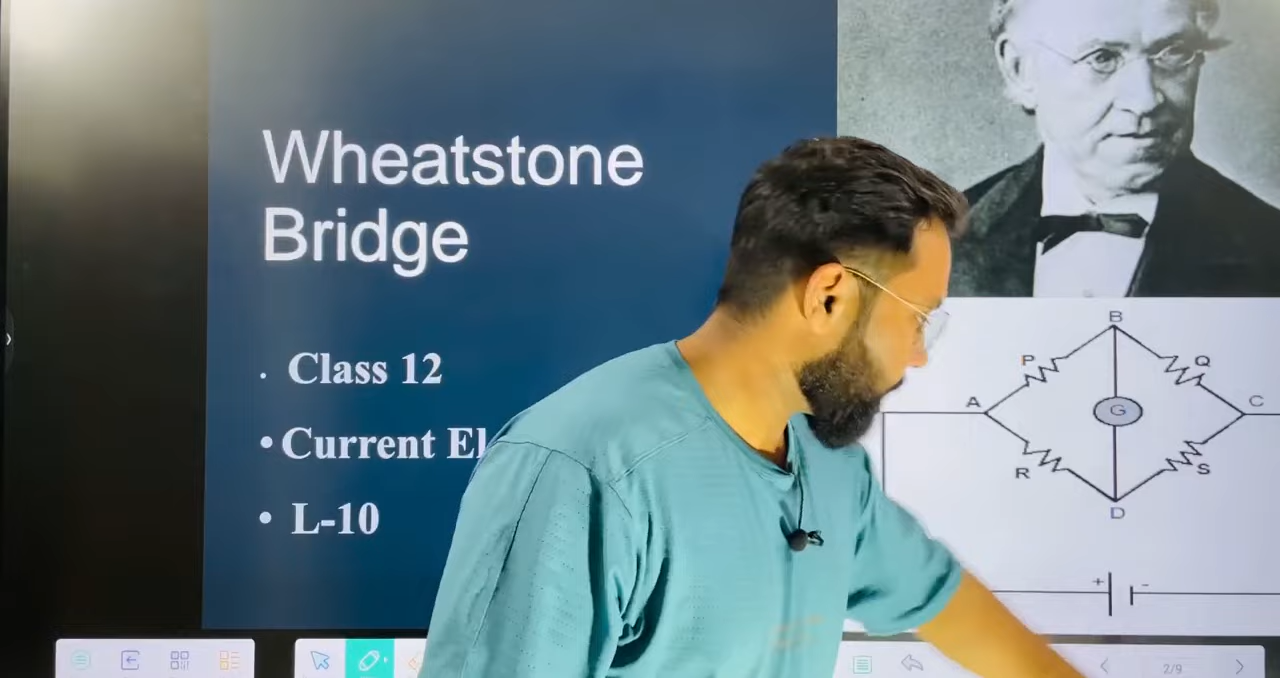 Wheatstone
Bridge
. Class 12
• Current El
• L-10
B
P
Q
A
G
C
R
S
D
+
-
2/9